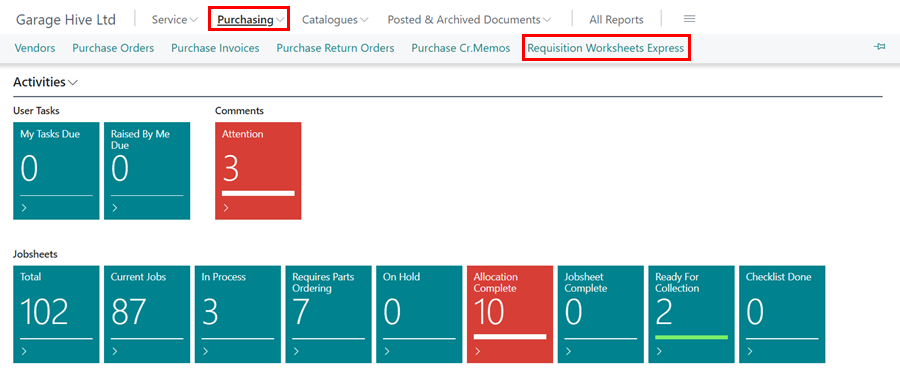 Garage Hive Ltd Service Purchasing Catalogues Posted & Archived Documents All Reports
Vendors Purchase Orders Purchase Invoices Purchase Return Orders Purchase Cr.Memos Requisition Worksheets Express
Activities
User Tasks Comments
My Tasks Due Raised By Me Due Attention
0 0 3
Jobsheets
Total Current Jobs In Process Requires Parts Ordering On Hold Allocation Complete Jobsheet Complete Ready For Collection Checklist Done
102 87 3 7 0 10 0 2 0